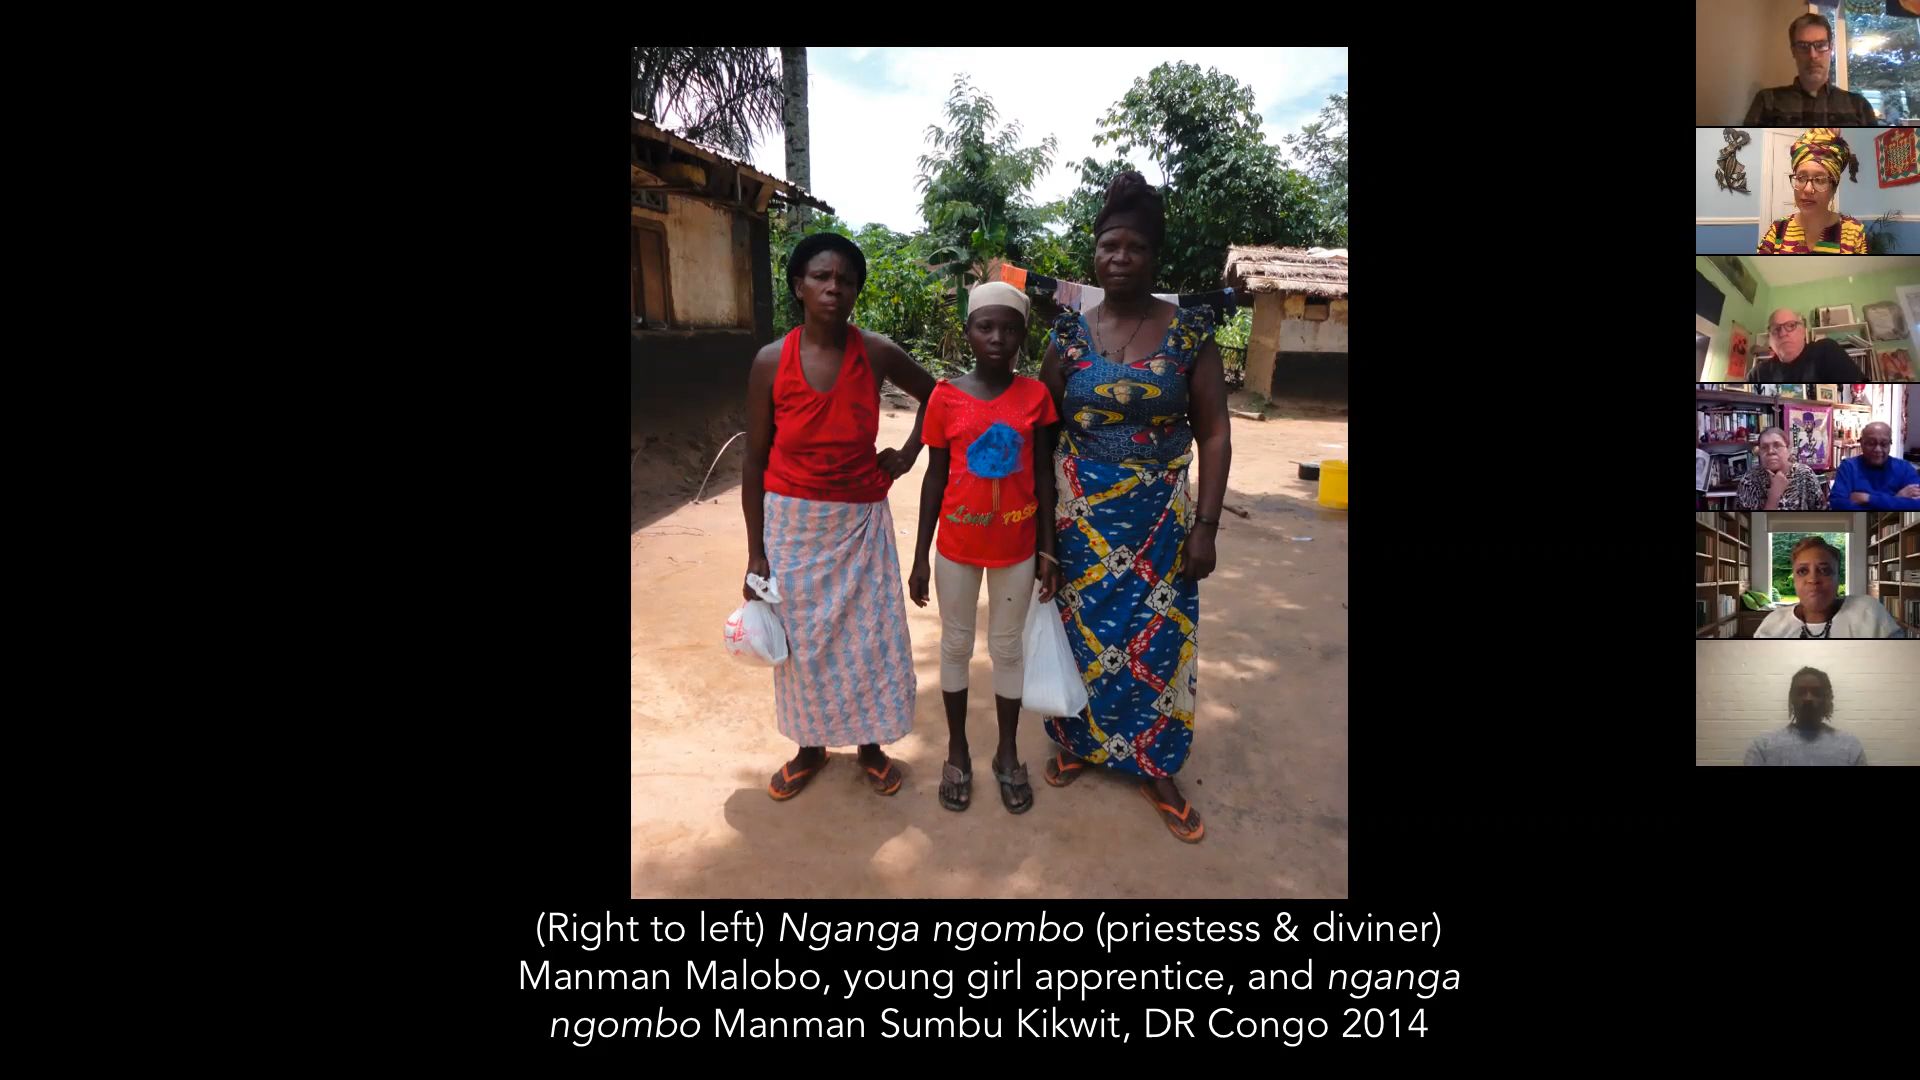 (Right to left) Nganga ngombo (priestess & diviner)
Manman Malobo, young girl apprentice, and nganga
ngombo Manman Sumbu Kikwit, DR Congo 2014